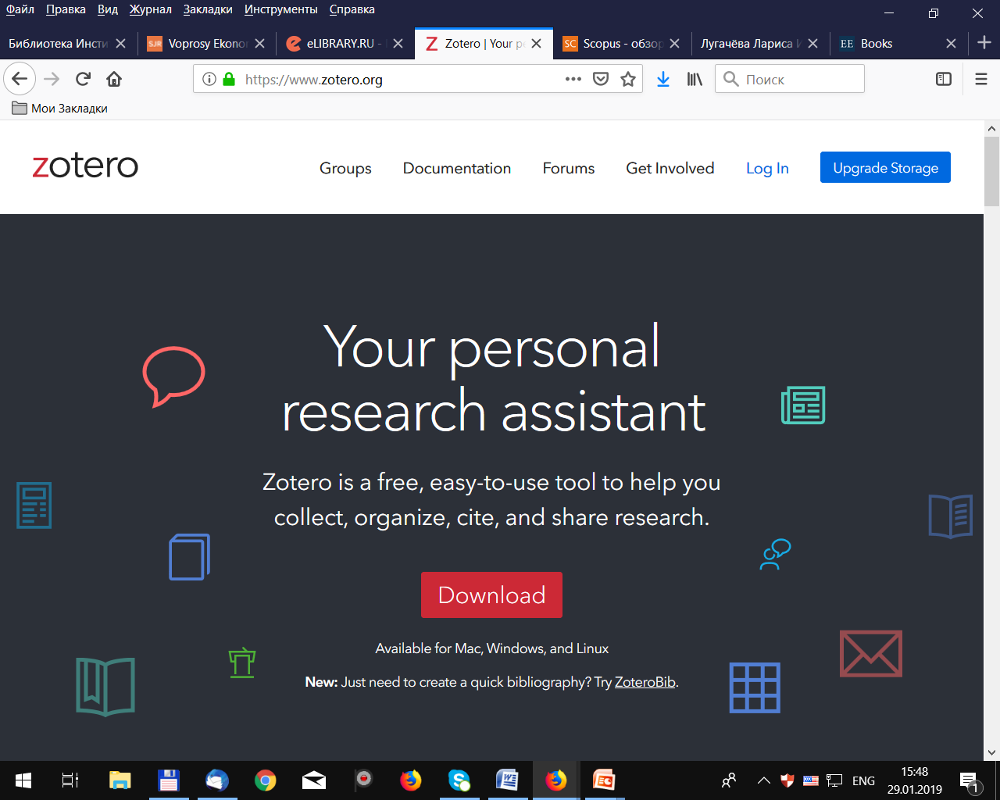 Файл Правка Вид Журнал Закладки Инструменты Справка
Библиотека Инсти
SJR Voprosy Ekonor
eLIBRARY.RU -
Zotero | Your pe
SC Scopus - обзор
Лугачёва Лариса И
EE Books
https://www.zotero.org
Поиск
Мои Закладки
zotero
Groups Documentation Forums Get Involved Log In Upgrade Storage
Your personal
research assistant
Zotero is a free, easy-to-use tool to help you
collect, organize, cite, and share research.
Download
Available for Mac, Windows, and Linux
New: Just need to create a quick bibliography? Try ZoteroBib.
ENG
15:48
29.01.2019
1